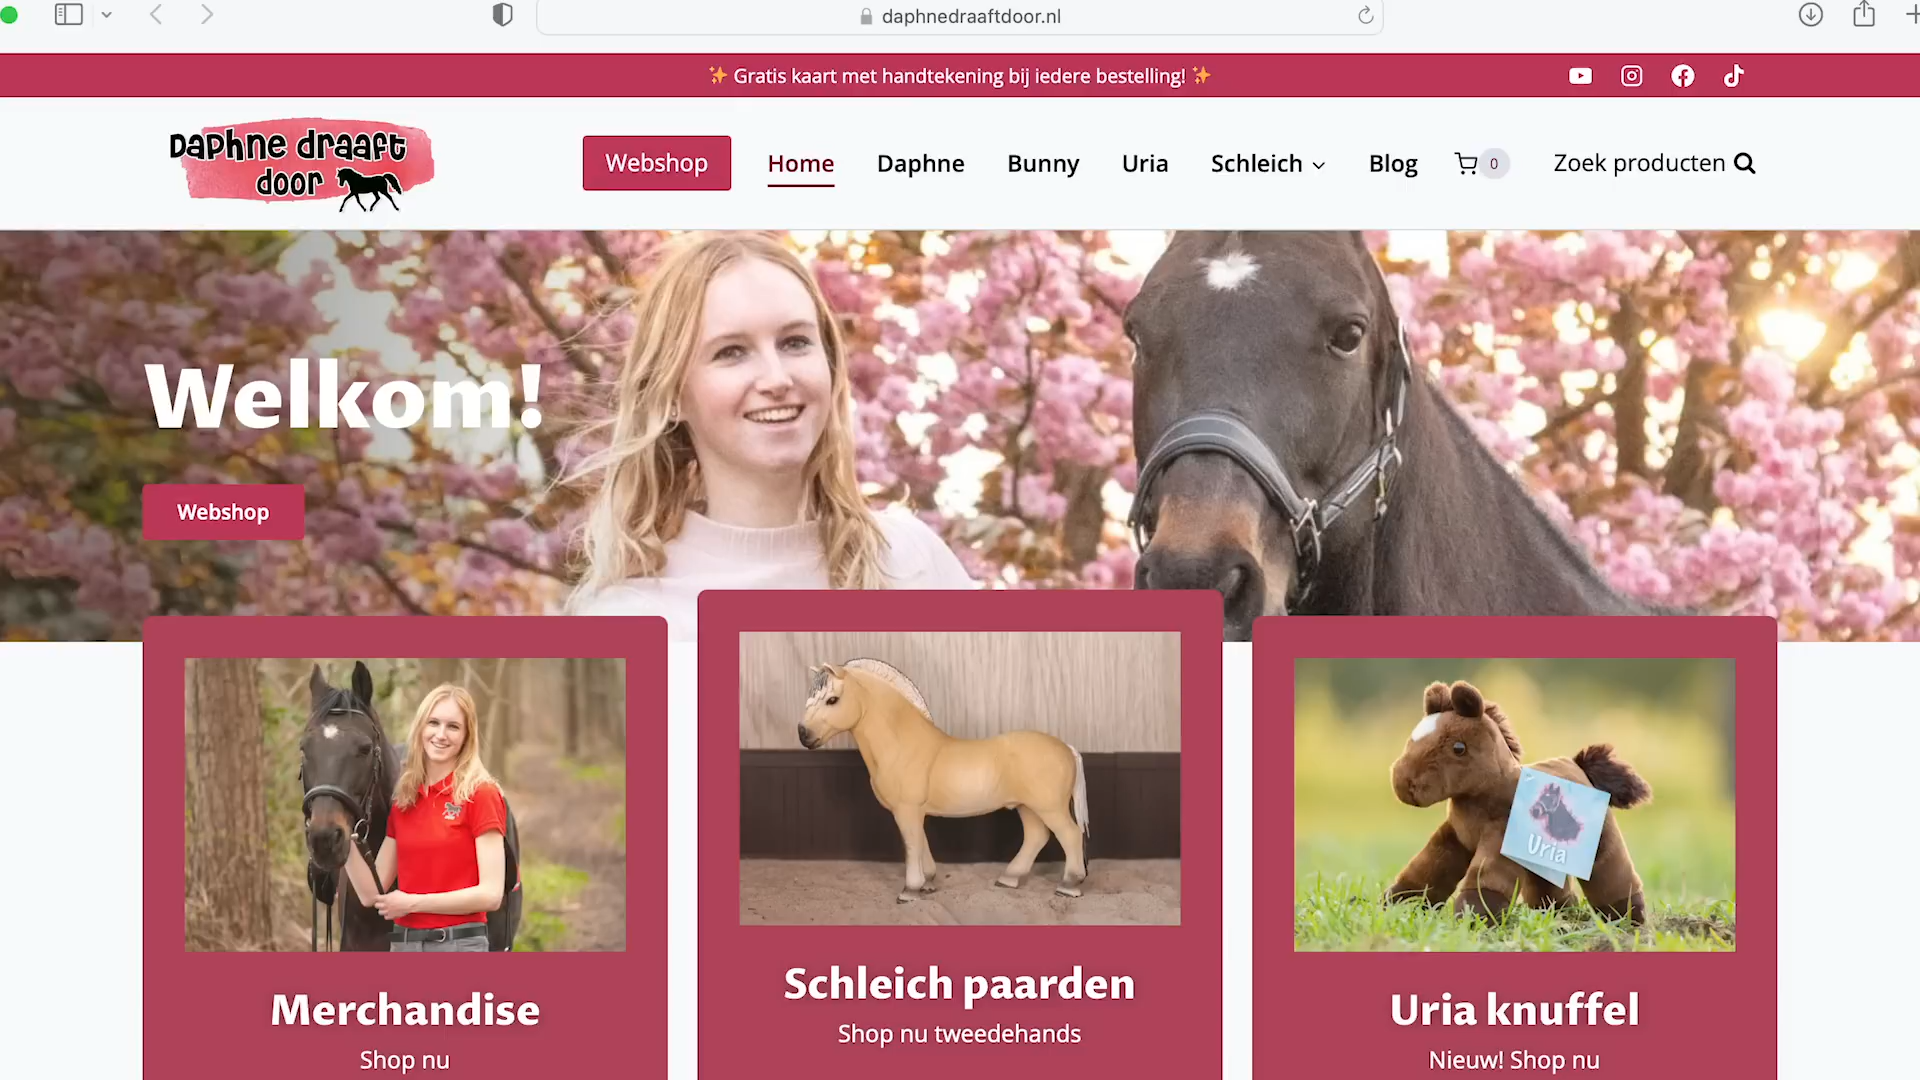 daphnedraaftdoor.nl
✨ Gratis kaart met handtekening bij iedere bestelling! ✨
Daphne draaft
door
Webshop
Home
Daphne
Bunny
Uria
Schleich
Blog
0
Zoek producten
Welkom!
Webshop
Uria
Merchandise
Shop nu
Schleich paarden
Shop nu tweedehands
Uria knuffel
Nieuw! Shop nu